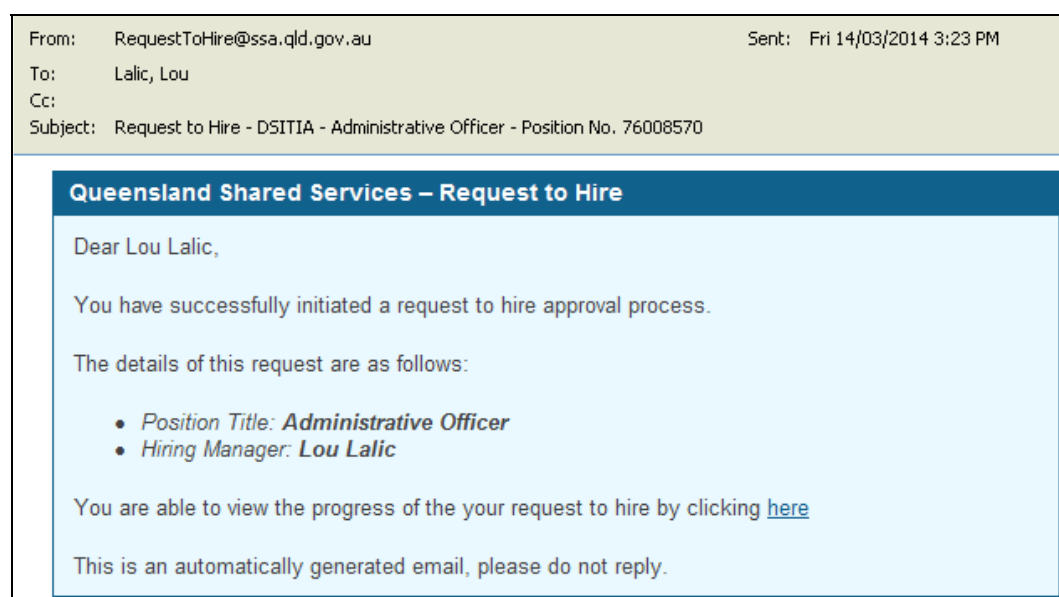 From: RequestToHire@ssa.qld.gov.au Sent: Fri 14/03/2014 3:23 PM
To: Lalic, Lou
Cc:
Subject: Request to Hire - DSITIA - Administrative Officer - Position No. 76008570
Queensland Shared Services – Request to Hire
Dear Lou Lalic,
You have successfully initiated a request to hire approval process.
The details of this request are as follows:
• Position Title: Administrative Officer
• Hiring Manager: Lou Lalic
You are able to view the progress of the your request to hire by clicking here
This is an automatically generated email, please do not reply.